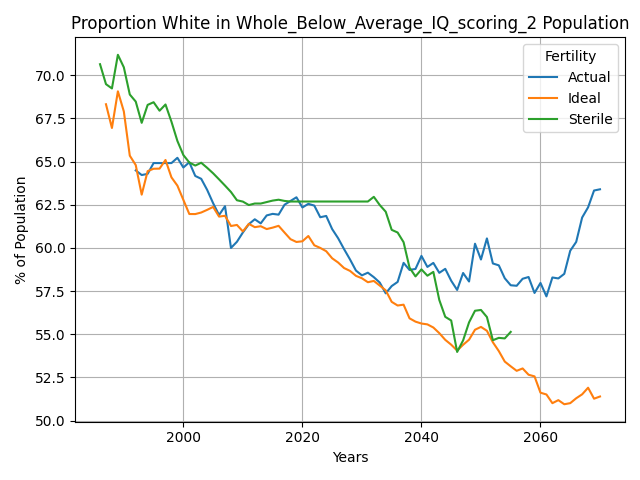 Proportion White in Whole_Below_Average_IQ_scoring_2 Population
% of Population
70.0
67.5
65.0
62.5
60.0
57.5
55.0
52.5
50.0
Fertility
Actual
Ideal
Sterile
2000 2020 2040 2060
Years